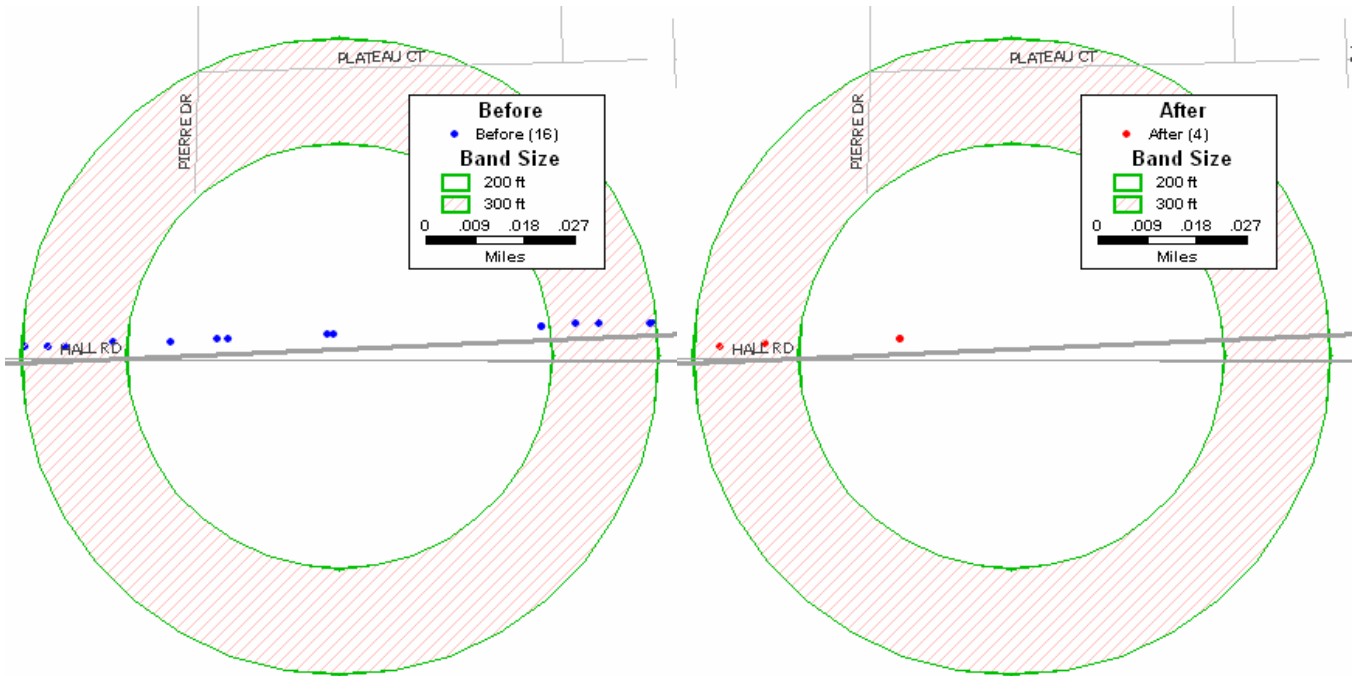 PLATEAU CT
PIERRE DR
Before
Before (16)
Band Size
200 ft
300 ft
0 .009 .018 .027
Miles
HALL RD
PLATEAU CT
PIERRE DR
After
After (4)
Band Size
200 ft
300 ft
0 .009 .018 .027
Miles
HALL RD